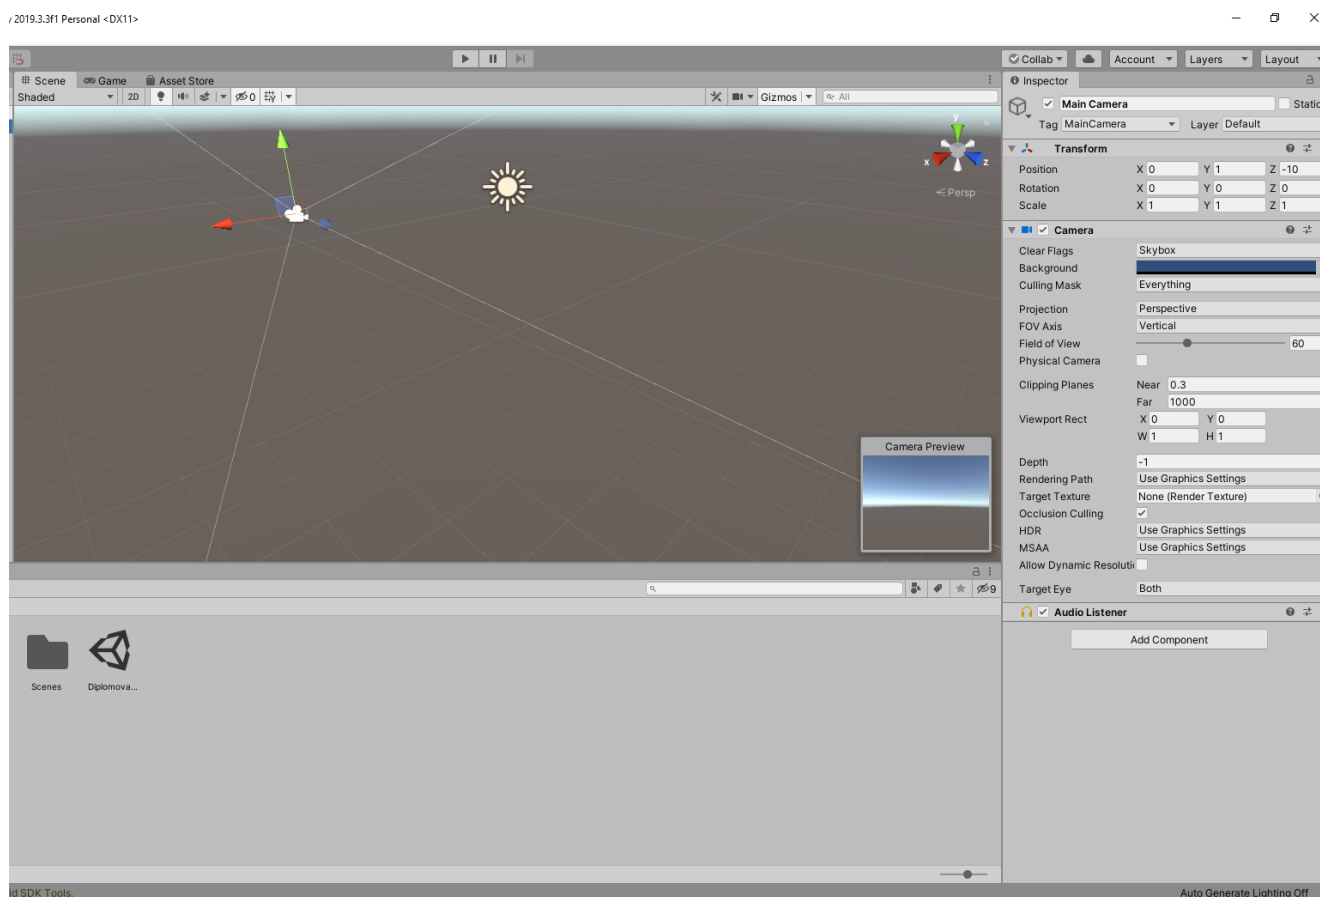 2019.3.3f1 Personal <DX11>
Collab
Account
Layers
Layout
Scene
Game
Asset Store
Shaded
2D
0
Gizmos
All
y
x
z
Persp
Camera Preview
9
Scenes
Diplomova...
id SDK Tools.
Inspector
Main Camera
Static
Tag MainCamera Layer Default
Transform
Position X 0 Y 1 Z -10
Rotation X 0 Y 0 Z 0
Scale X 1 Y 1 Z 1
Camera
Clear Flags Skybox
Background
Culling Mask Everything
Projection Perspective
FOV Axis Vertical
Field of View 60
Physical Camera
Clipping Planes Near 0.3
Far 1000
Viewport Rect X 0 Y 0
W 1 H 1
Depth -1
Rendering Path Use Graphics Settings
Target Texture None (Render Texture)
Occlusion Culling
HDR Use Graphics Settings
MSAA Use Graphics Settings
Allow Dynamic Resoluti
Target Eye Both
Audio Listener
Add Component
Auto Generate Lighting Off